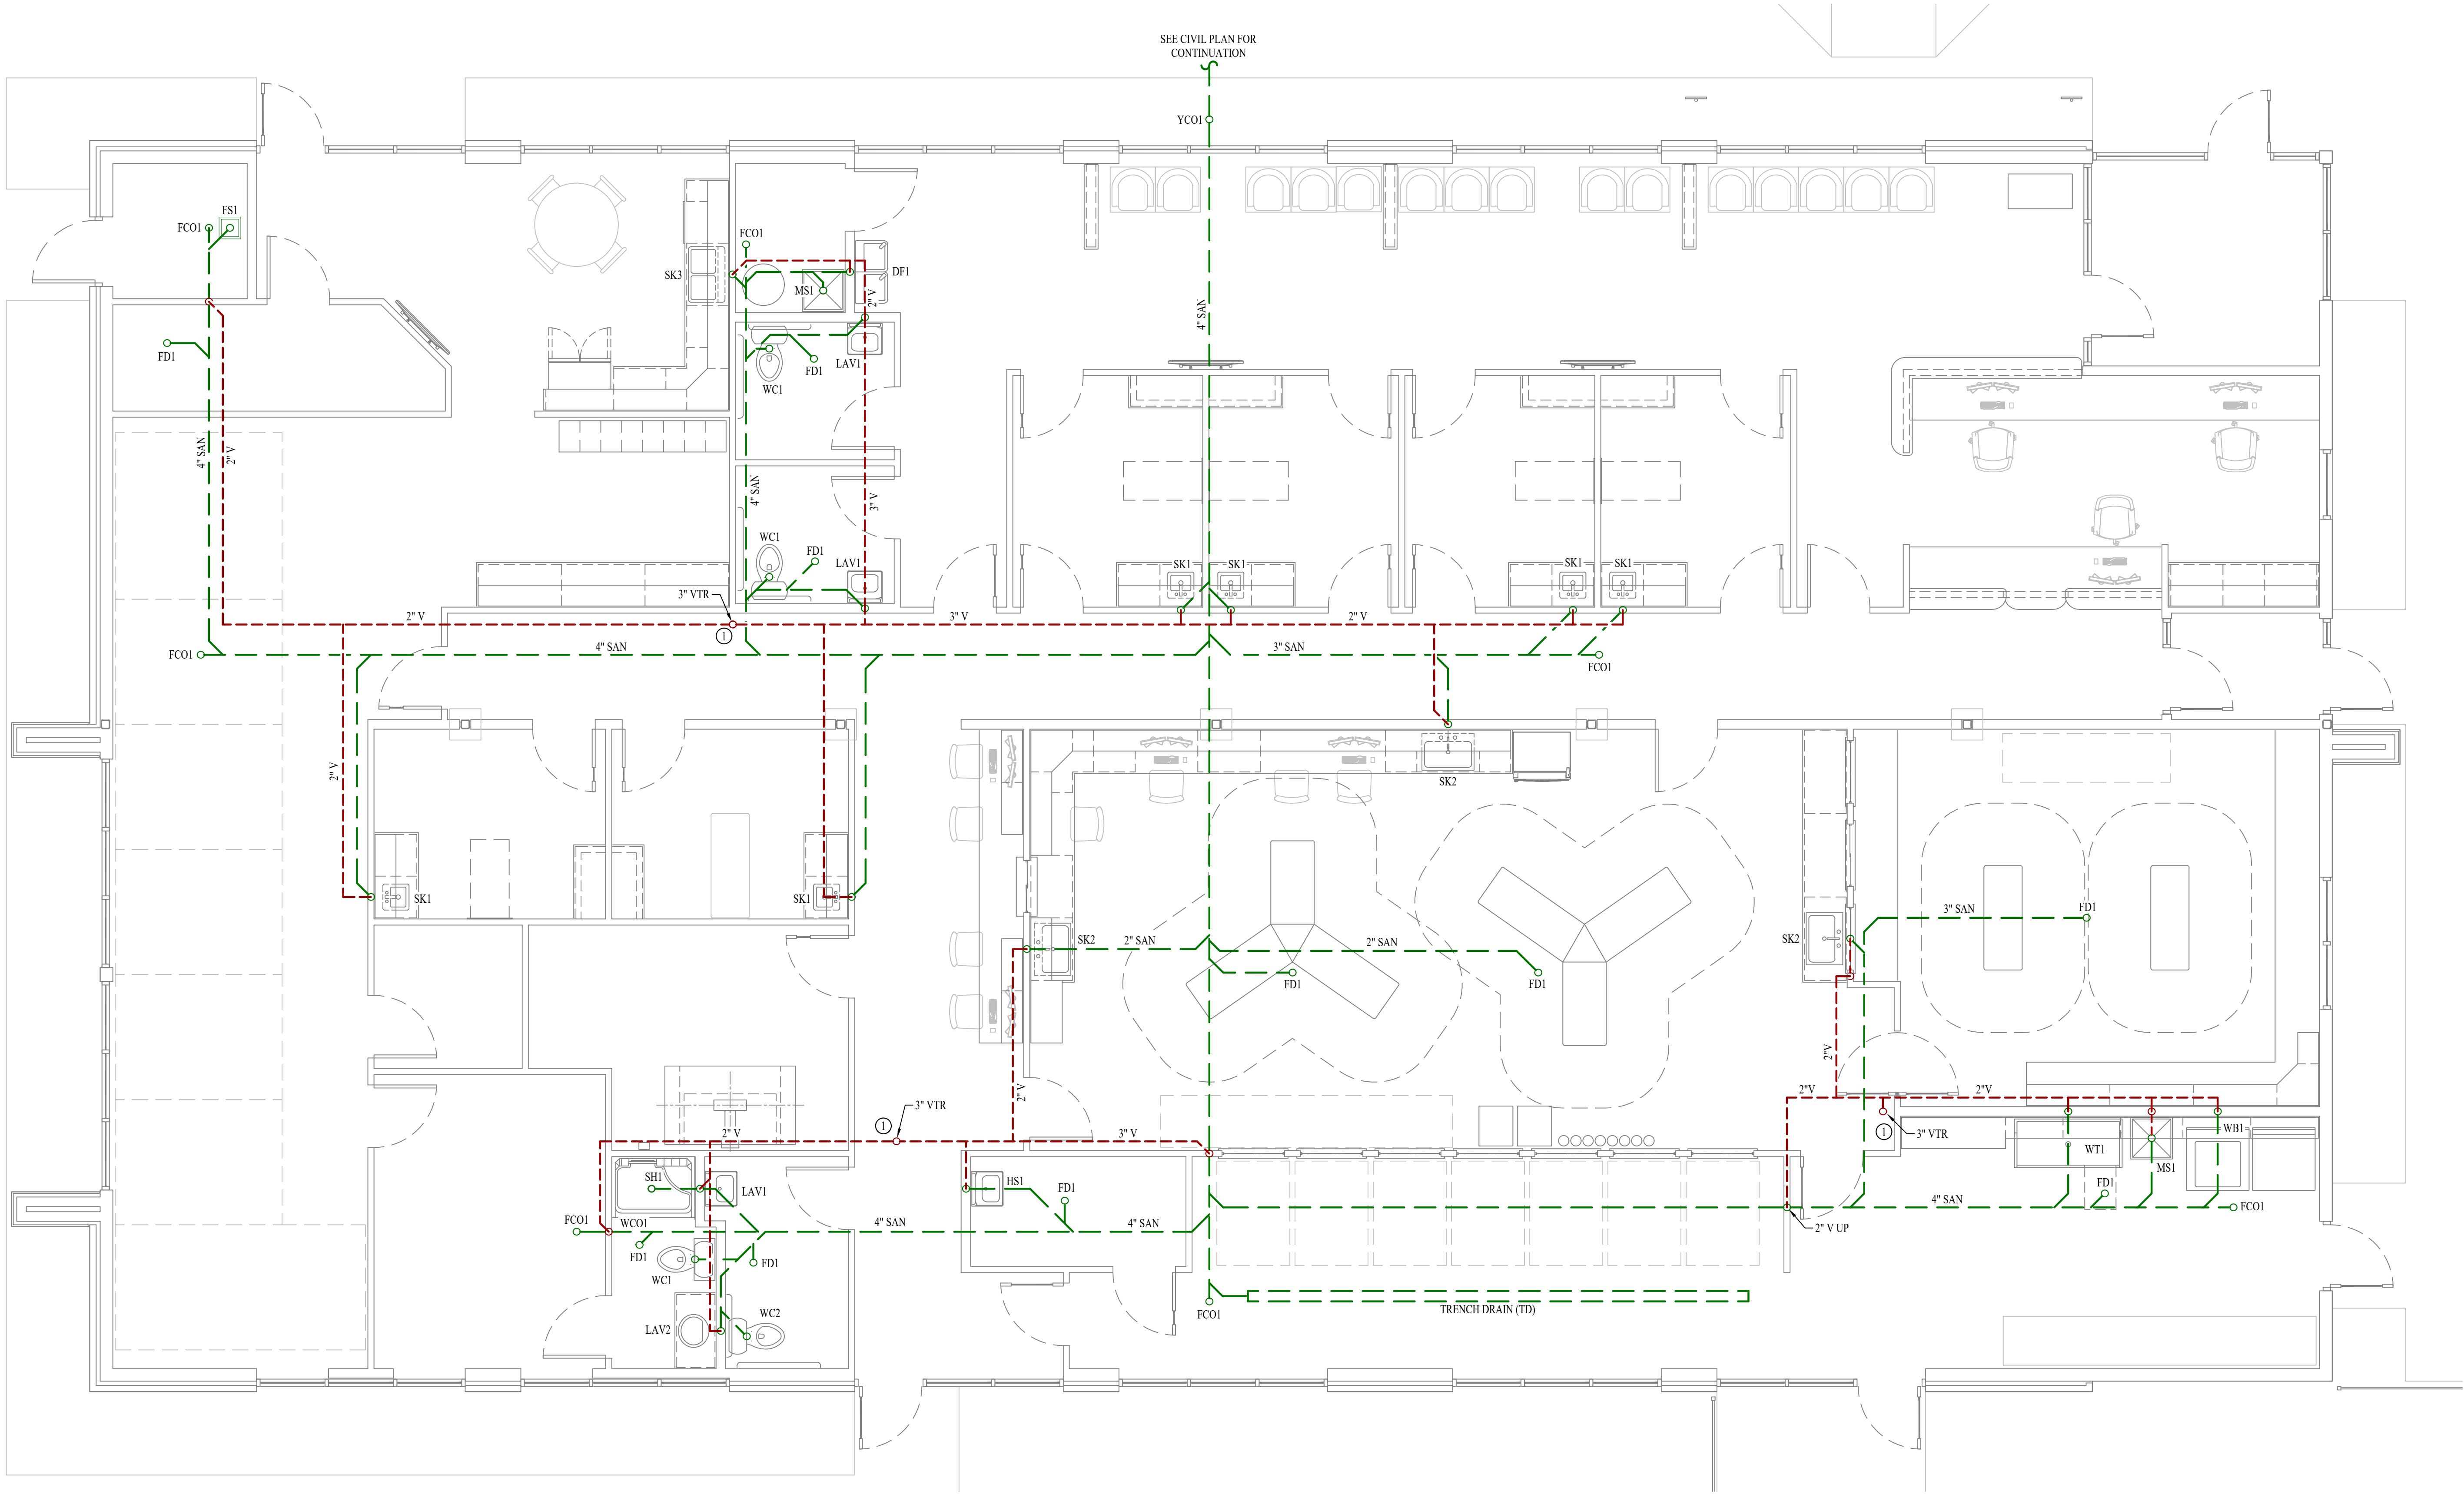 SEE CIVIL PLAN FOR
CONTINUATION
YCO1
FS1
FCO1
FCO1
SK3
DF1
MS1
2" V
4" SAN
FD1
FD1
LAV1
WC1
4" SAN
2" V
4" SAN
3" V
WC1
FD1
LAV1
SK1
SK1
SK1
SK1
3" VTR
1
2" V
3" V
2" V
FCO1
4" SAN
3" SAN
FCO1
2" V
SK2
SK1
SK1
SK2
2" SAN
2" SAN
SK2
3" SAN
FD1
FD1
FD1
2"V
2" V
2"V
2"V
1
3" VTR
2" V
3" V
1
3" VTR
WT1
WB1
MS1
SH1
LAV1
HS1
FD1
FD1
4" SAN
FCO1
FCO1
WCO1
4" SAN
4" SAN
2" V UP
FD1
WC1
FD1
LAV2
WC2
FCO1
TRENCH DRAIN (TD)